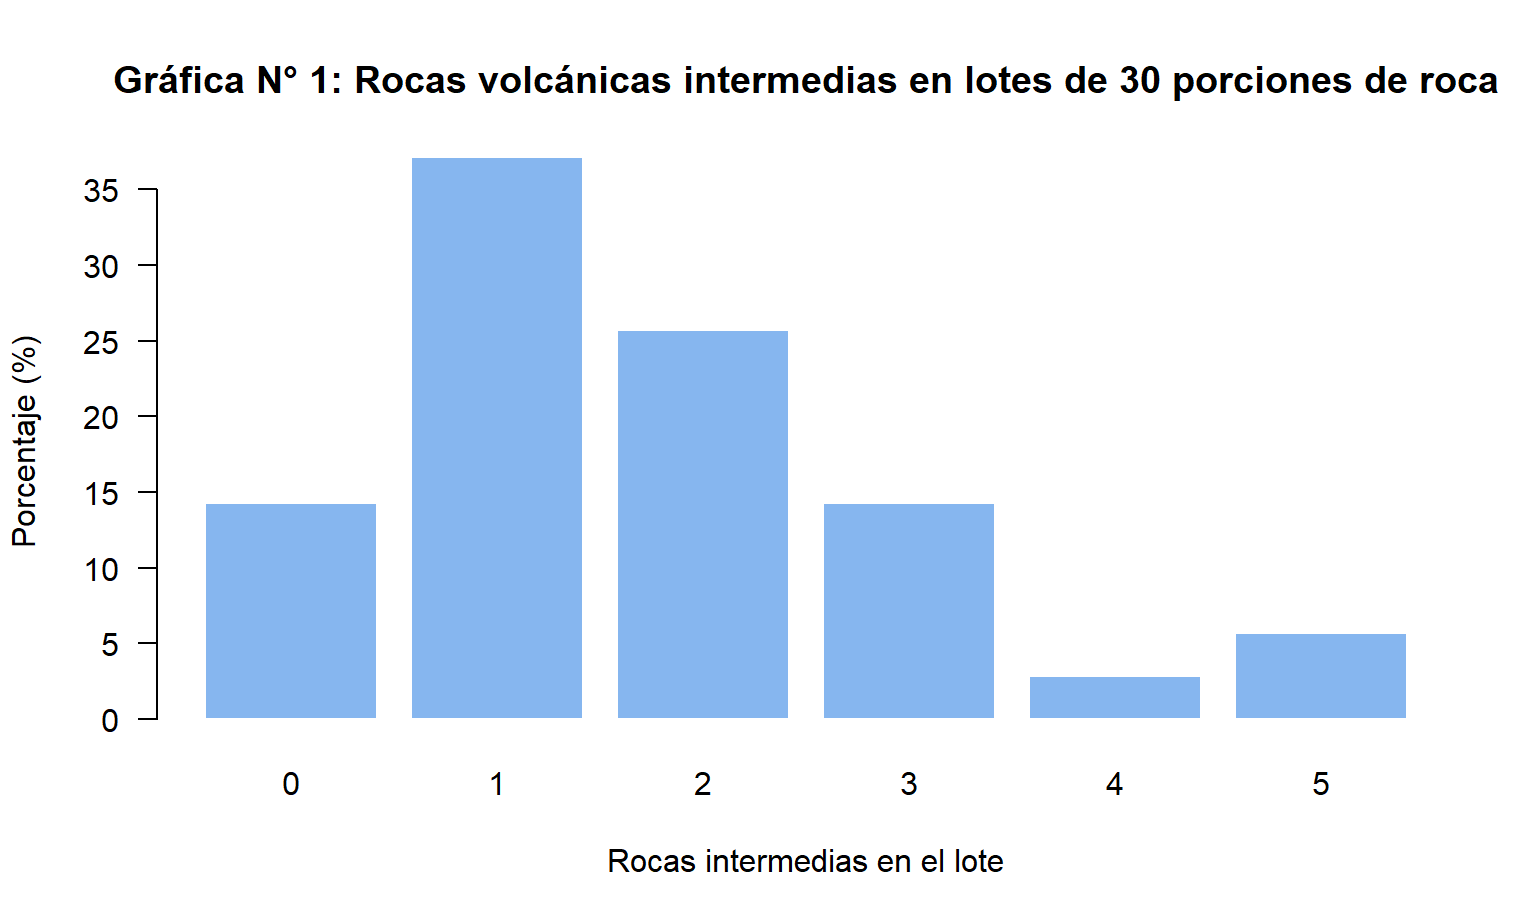 Gráfica N° 1: Rocas volcánicas intermedias en lotes de 30 porciones de roca
Porcentaje (%)
35
30
25
20
15
10
5
0
0 1 2 3 4 5
Rocas intermedias en el lote